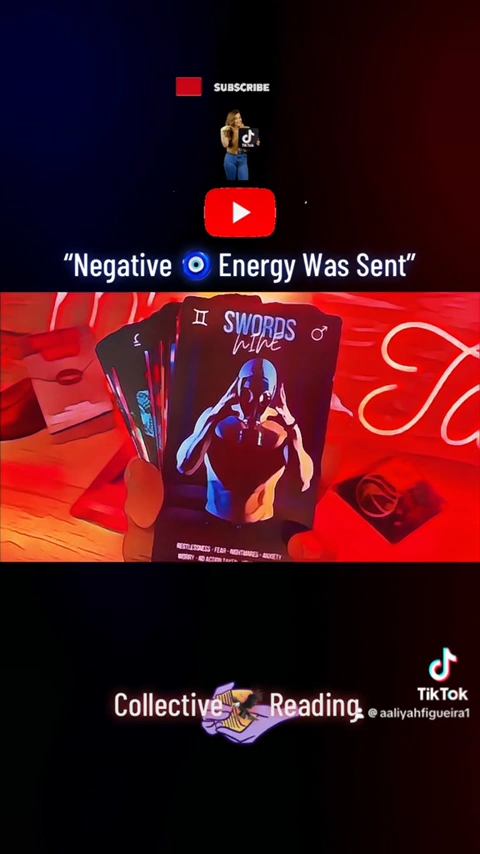 SUBSCRIBE
TikTok
“Negative 🧿 Energy Was Sent”
♊ SWORDS ♂
NINE
RESTLESSNESS - FEAR - NIGHTMARES - ANXIETY
WORRY - NO ACTION TAKEN
Collective Reading
TikTok
@aaliyahfigueira1